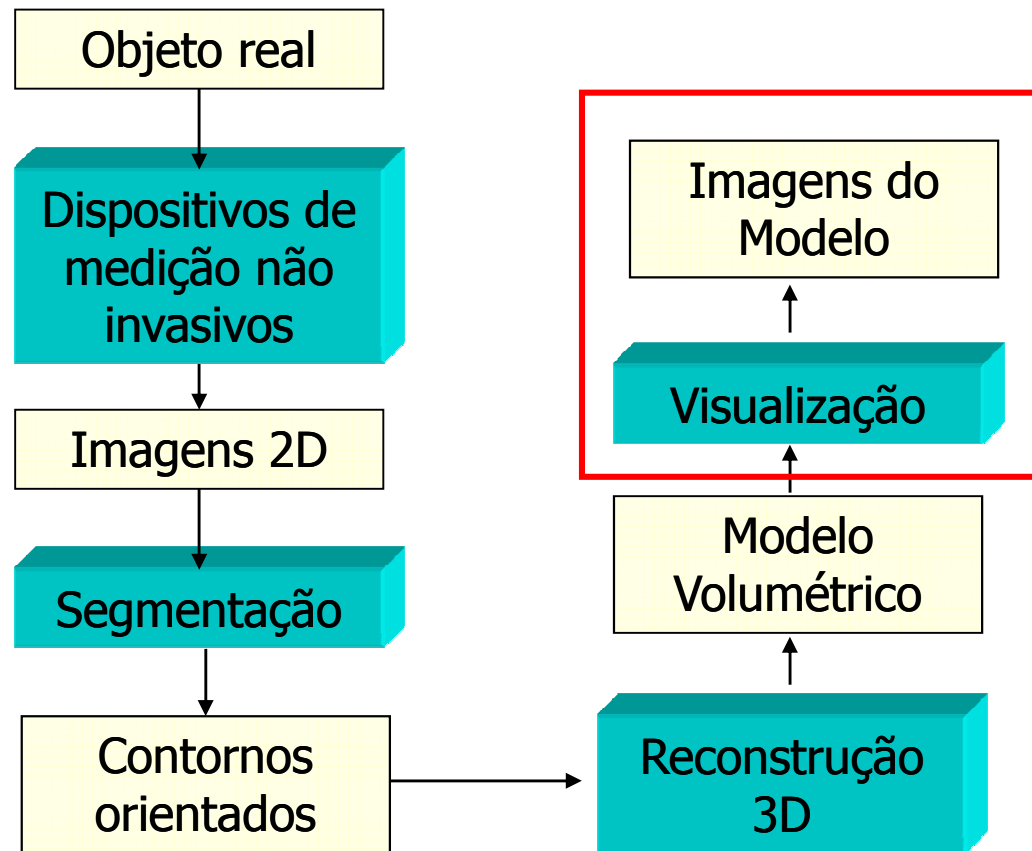 Objeto real
Dispositivos de
medição não
invasivos
Imagens 2D
Segmentação
Contornos
orientados
Reconstrução
3D
Modelo
Volumétrico
Visualização
Imagens do
Modelo